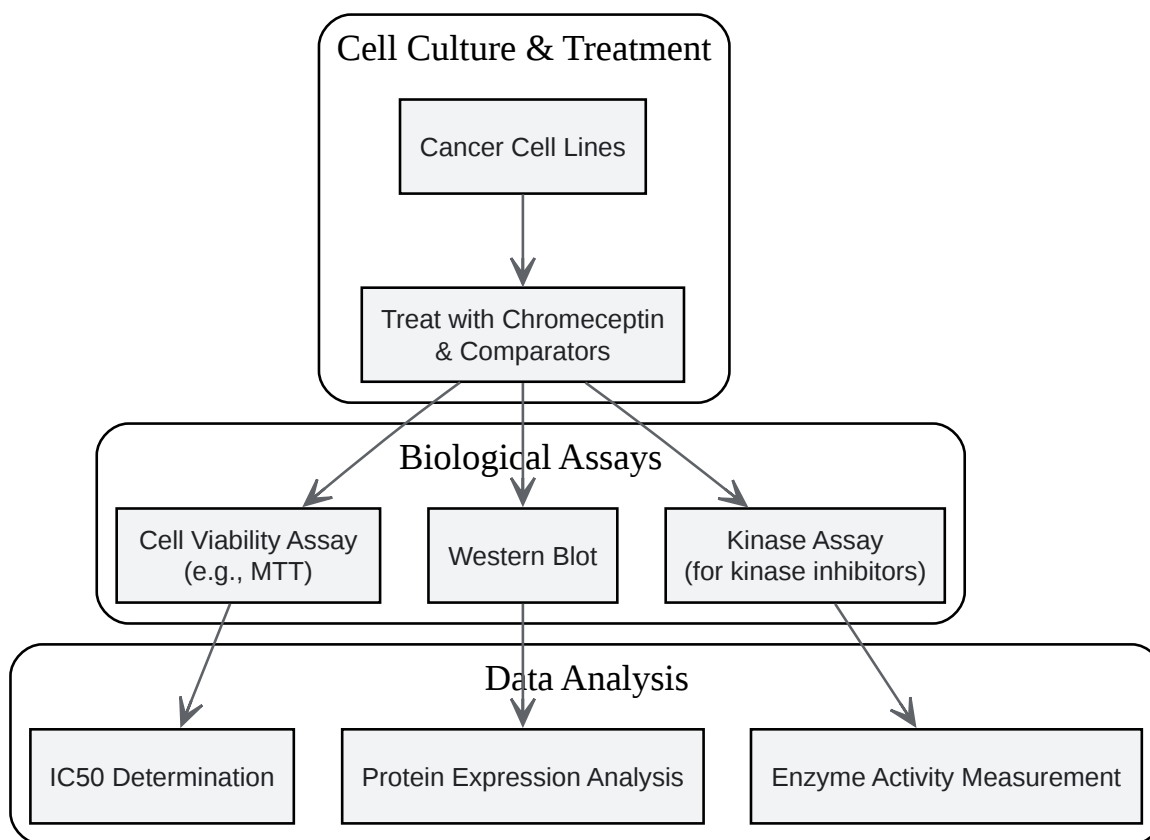 Cell Culture & Treatment
Cancer Cell Lines
Treat with Chromeceptin
& Comparators
Biological Assays
Cell Viability Assay
(e.g., MTT)
Western Blot
Kinase Assay
(for kinase inhibitors)
Data Analysis
IC50 Determination
Protein Expression Analysis
Enzyme Activity Measurement